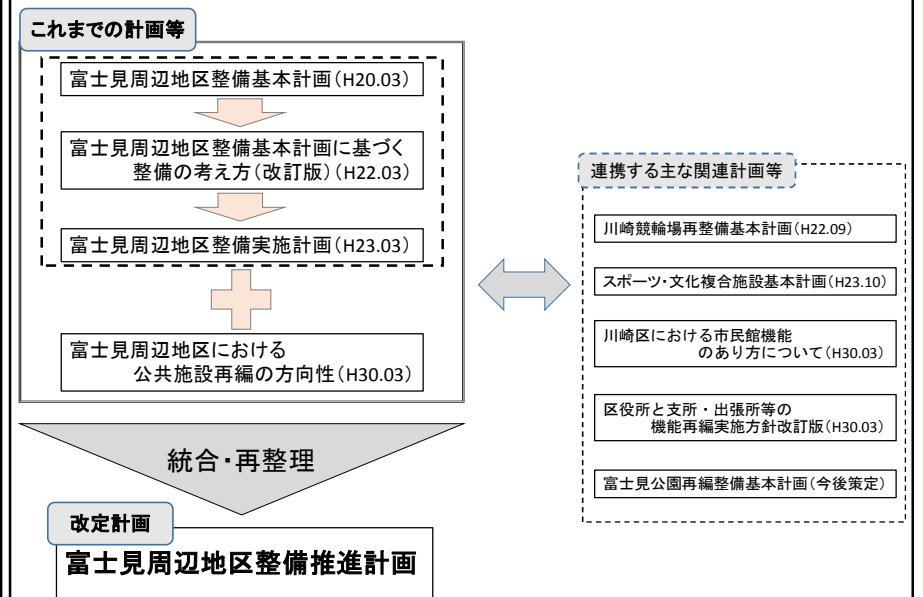 これまでの計画等
富士見周辺地区整備基本計画(H20.03)
富士見周辺地区整備基本計画に基づく
整備の考え方(改訂版)(H22.03)
富士見周辺地区整備実施計画(H23.03)
富士見周辺地区における
公共施設再編の方向性(H30.03)
統合・再整理
改定計画
富士見周辺地区整備推進計画
連携する主な関連計画等
川崎競輪場再整備基本計画(H22.09)
スポーツ・文化複合施設基本計画(H23.10)
川崎区における市民館機能
のあり方について(H30.03)
区役所と支所・出張所等の
機能再編実施方針改訂版(H30.03)
富士見公園再編整備基本計画(今後策定)